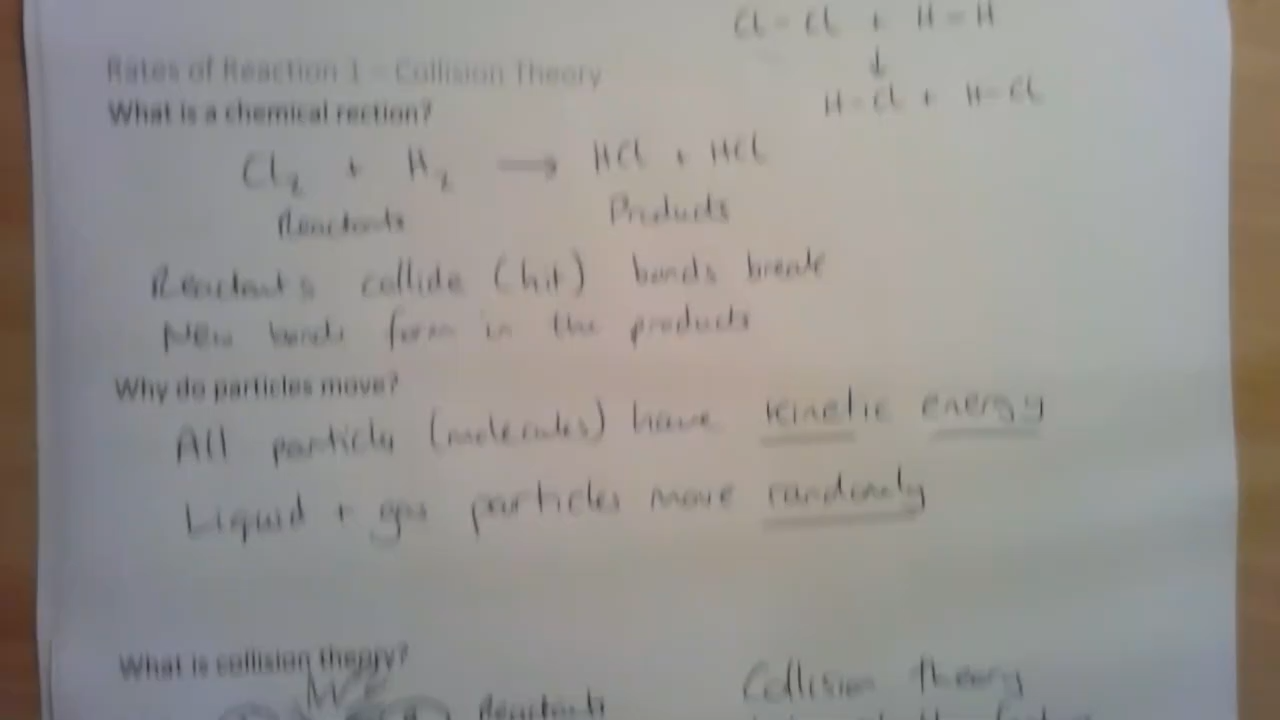 Cl - Cl + H - H
↓
H - Cl + H - Cl
Rates of Reaction 1 – Collision Theory
What is a chemical rection?
Cl₂ + H₂ → HCl + HCl
Reactants Products
Reactants collide (hit) bonds break
New bonds form in the products
Why do particles move?
All particles (molecules) have kinetic energy
Liquid + gas particles move randomly
What is collision theory?
Reactants
Collision theory